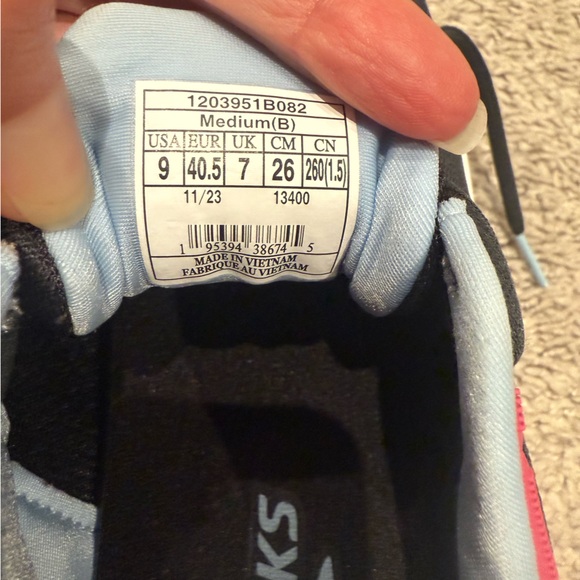 1203951B082
Medium(B)
USA EUR UK CM CN
9 40.5 7 26 260(1.5)
11/23 13400
1 95394 38674 5
MADE IN VIETNAM
FABRIQUE AU VIETNAM